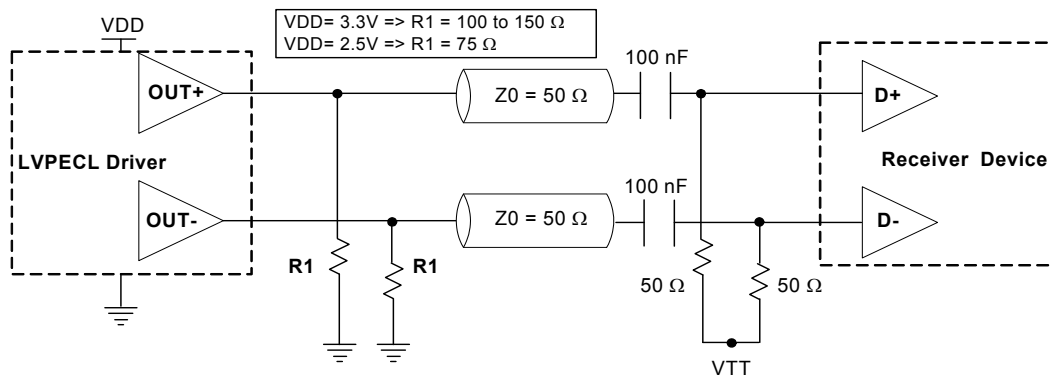 VDD
VDD= 3.3V => R1 = 100 to 150 Ω
VDD= 2.5V => R1 = 75 Ω
100 nF
OUT+
Z0 = 50 Ω
D+
LVPECL Driver
Receiver Device
100 nF
OUT-
Z0 = 50 Ω
D-
R1
R1
50 Ω
50 Ω
VTT